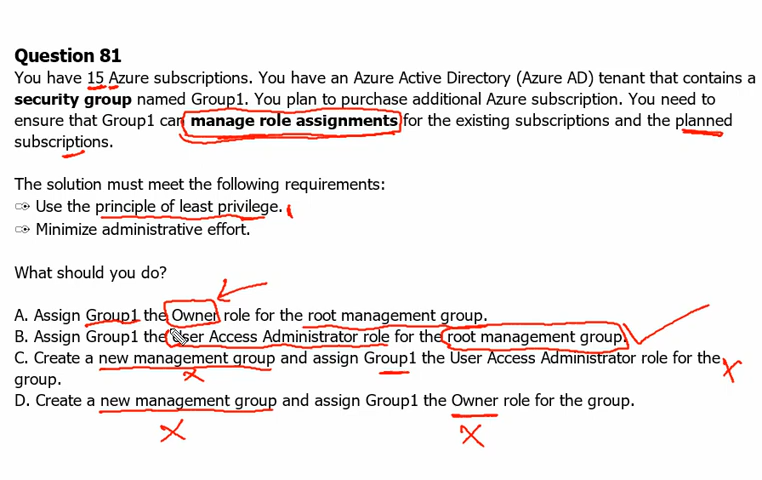 Question 81
You have 15 Azure subscriptions. You have an Azure Active Directory (Azure AD) tenant that contains a
security group named Group1. You plan to purchase additional Azure subscription. You need to
ensure that Group1 can manage role assignments for the existing subscriptions and the planned
subscriptions.
The solution must meet the following requirements:
Use the principle of least privilege.
Minimize administrative effort.
What should you do?
A. Assign Group1 the Owner role for the root management group.
B. Assign Group1 the User Access Administrator role for the root management group.
C. Create a new management group and assign Group1 the User Access Administrator role for the
group.
D. Create a new management group and assign Group1 the Owner role for the group.